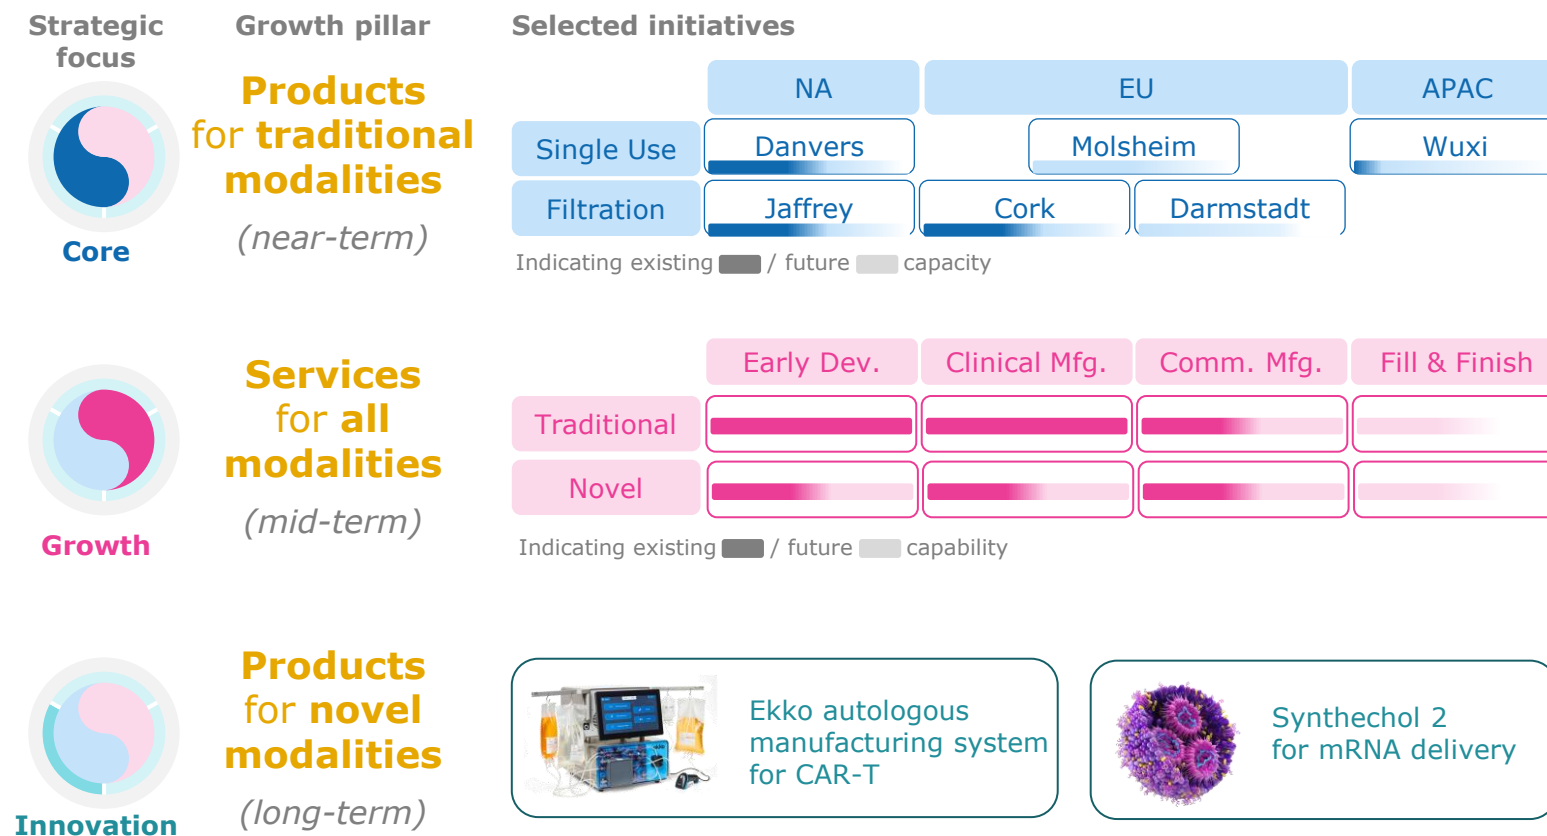 Strategic
focus
Growth pillar
Selected initiatives
Products
for traditional
modalities
(near-term)
Core
NA
EU
APAC
Single Use
Danvers
Molsheim
Wuxi
Filtration
Jaffrey
Cork
Darmstadt
Indicating existing / future capacity
Services
for all
modalities
(mid-term)
Growth
Early Dev.
Clinical Mfg.
Comm. Mfg.
Fill & Finish
Traditional
Novel
Indicating existing / future capability
Products
for novel
modalities
(long-term)
Innovation
Ekko autologous
manufacturing system
for CAR-T
Synthechol 2
for mRNA delivery